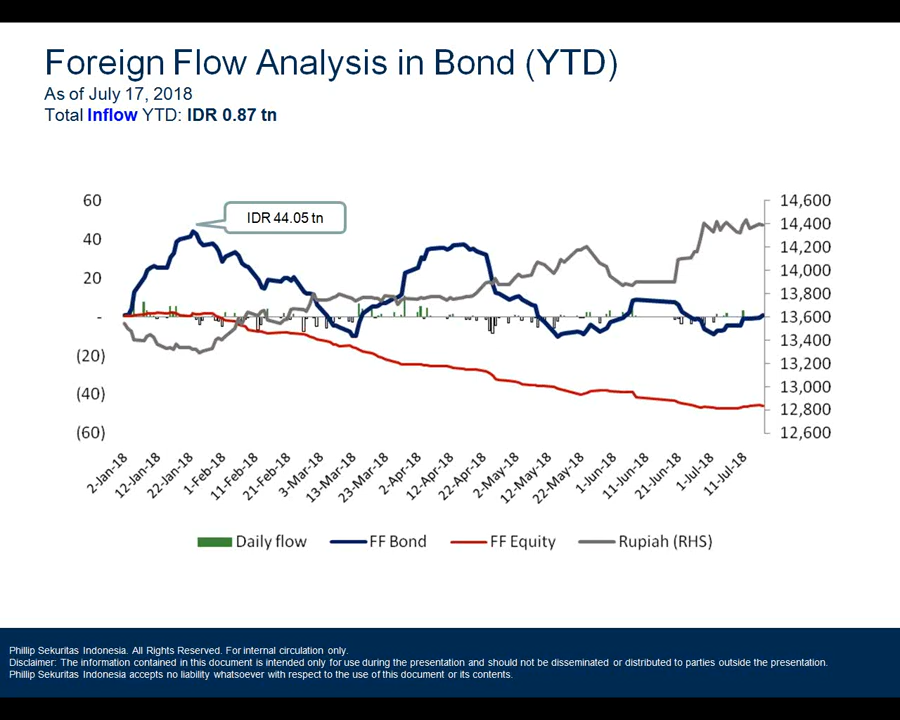 Foreign Flow Analysis in Bond (YTD)
As of July 17, 2018
Total Inflow YTD: IDR 0.87 tn
IDR 44.05 tn
60
40
20
-
(20)
(40)
(60)
14,600
14,400
14,200
14,000
13,800
13,600
13,400
13,200
13,000
12,800
12,600
2-Jan-18
12-Jan-18
22-Jan-18
1-Feb-18
11-Feb-18
21-Feb-18
3-Mar-18
13-Mar-18
23-Mar-18
2-Apr-18
12-Apr-18
22-Apr-18
2-May-18
12-May-18
22-May-18
1-Jun-18
11-Jun-18
21-Jun-18
1-Jul-18
11-Jul-18
Daily flow FF Bond FF Equity Rupiah (RHS)
Phillip Sekuritas Indonesia. All Rights Reserved. For internal circulation only.
Disclaimer: The information contained in this document is intended only for use during the presentation and should not be disseminated or distributed to parties outside the presentation.
Phillip Sekuritas Indonesia accepts no liability whatsoever with respect to the use of this document or its contents.